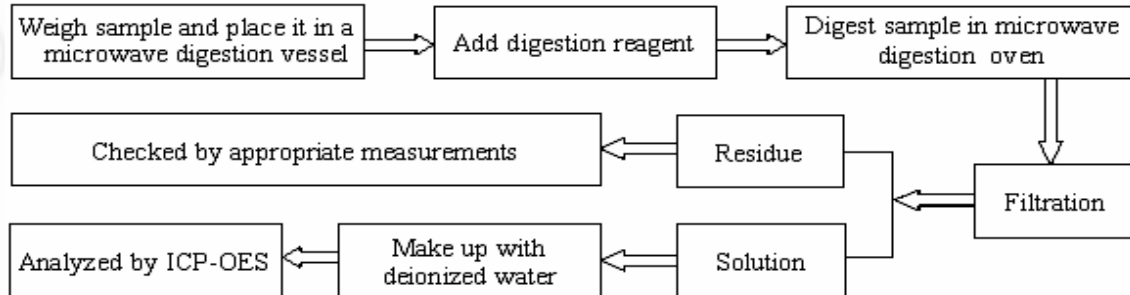 Weigh sample and place it in a
microwave digestion vessel
Add digestion reagent
Digest sample in microwave
digestion oven
Filtration
Residue
Checked by appropriate measurements
Solution
Make up with
deionized water
Analyzed by ICP-OES